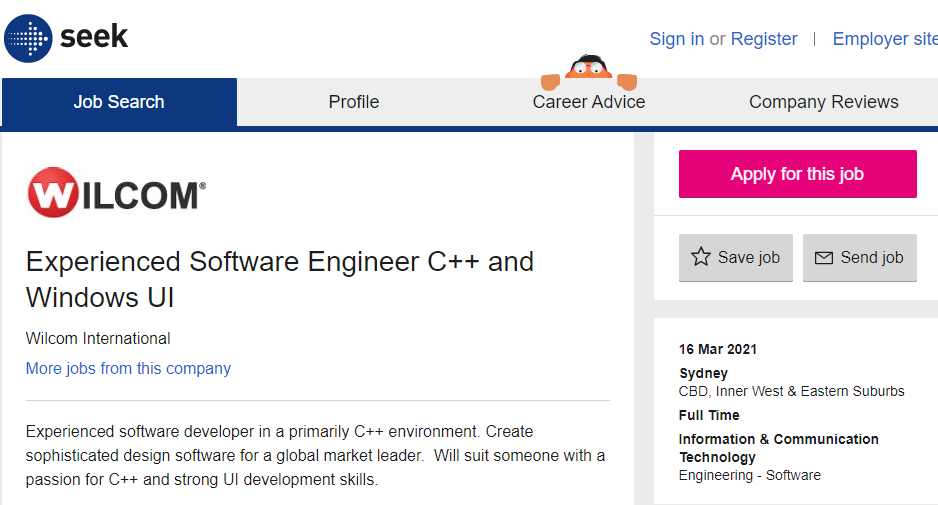 seek
Sign in or Register | Employer site
Job Search
Profile
Career Advice
Company Reviews
WILCOM®
Experienced Software Engineer C++ and
Windows UI
Wilcom International
More jobs from this company
Experienced software developer in a primarily C++ environment. Create
sophisticated design software for a global market leader.  Will suit someone with a
passion for C++ and strong UI development skills.
Apply for this job
Save job
Send job
16 Mar 2021
Sydney
CBD, Inner West & Eastern Suburbs
Full Time
Information & Communication
Technology
Engineering - Software